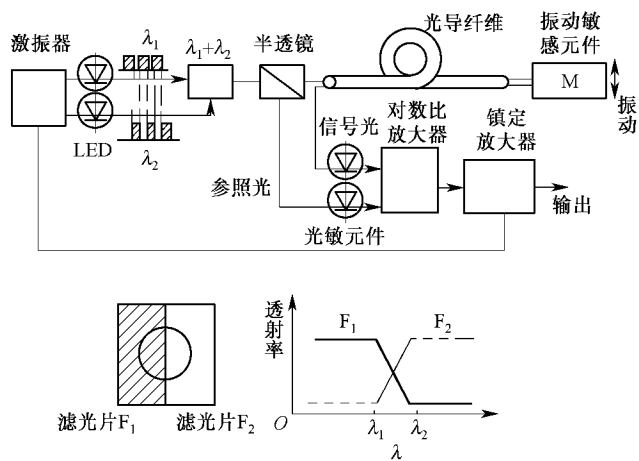 激振器
LED
λ₁
λ₂
λ₁+λ₂
半透镜
光导纤维
振动敏
感元件
M
振动
信号光
参照光
光敏元件
对数比
放大器
镇定
放大器
输出
滤光片F₁
滤光片F₂
透射率
F₁
F₂
O
λ₁
λ₂
λ